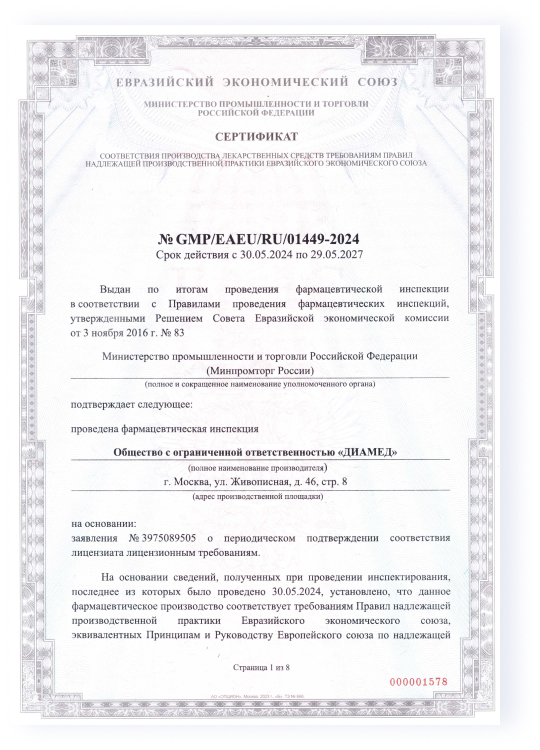 ЕВРАЗИЙСКИЙ ЭКОНОМИЧЕСКИЙ СОЮЗ
МИНИСТЕРСТВО ПРОМЫШЛЕННОСТИ И ТОРГОВЛИ
РОССИЙСКОЙ ФЕДЕРАЦИИ
СЕРТИФИКАТ
СООТВЕТСТВИЯ ПРОИЗВОДСТВА ЛЕКАРСТВЕННЫХ СРЕДСТВ ТРЕБОВАНИЯМ ПРАВИЛ
НАДЛЕЖАЩЕЙ ПРОИЗВОДСТВЕННОЙ ПРАКТИКИ ЕВРАЗИЙСКОГО ЭКОНОМИЧЕСКОГО СОЮЗА
№ GMP/EAEU/RU/01449-2024
Срок действия с 30.05.2024 по 29.05.2027
Выдан по итогам проведения фармацевтической инспекции
в соответствии с Правилами проведения фармацевтических инспекций,
утвержденными Решением Совета Евразийской экономической комиссии
от 3 ноября 2016 г. № 83
Министерство промышленности и торговли Российской Федерации
(Минпромторг России)
(полное и сокращенное наименование уполномоченного органа)
подтверждает следующее:
проведена фармацевтическая инспекция
Общество с ограниченной ответственностью «ДИАМЕД»
(полное наименование производителя)
г. Москва, ул. Живописная, д. 46, стр. 8
(адрес производственной площадки)
на основании:
заявления № 3975089505 о периодическом подтверждении соответствия
лицензиата лицензионным требованиям.
На основании сведений, полученных при проведении инспектирования,
последнее из которых было проведено 30.05.2024, установлено, что данное
фармацевтическое производство соответствует требованиям Правил надлежащей
производственной практики Евразийского экономического союза,
эквивалентных Принципам и Руководству Европейского союза по надлежащей
Страница 1 из 8
000001578